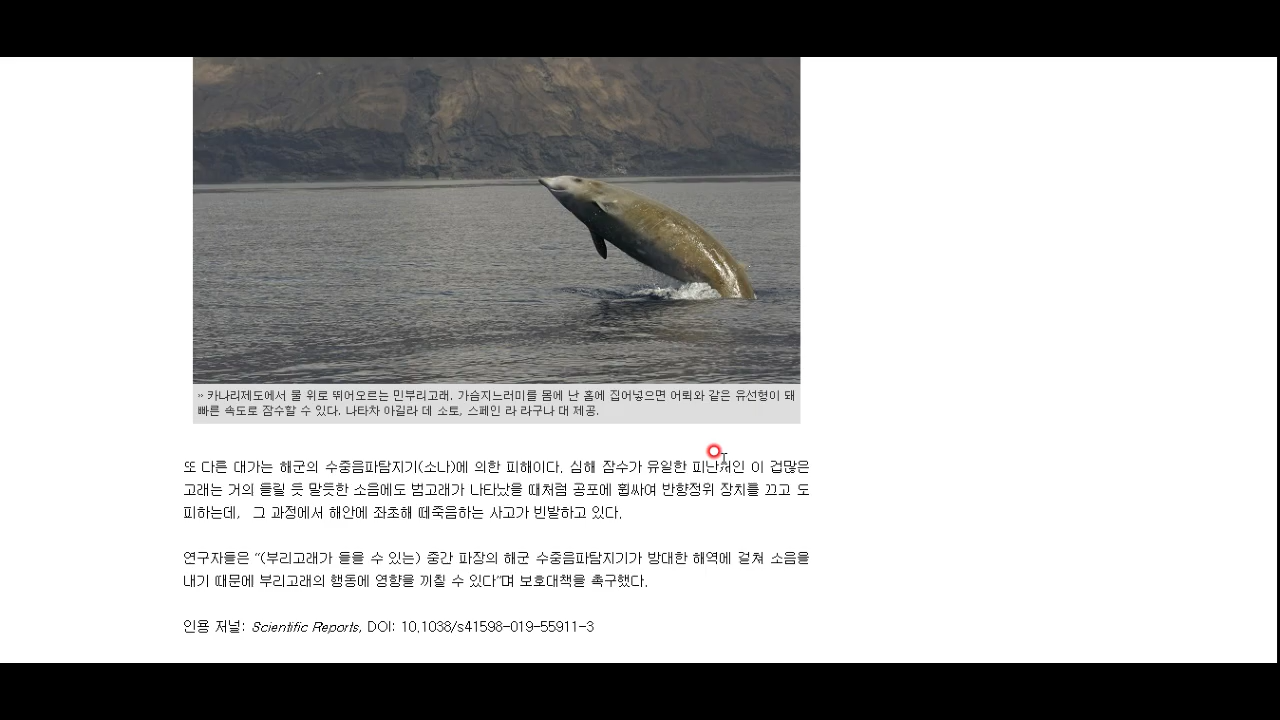 » 카나리제도에서 물 위로 뛰어오르는 민부리고래. 가슴지느러미를 몸에 난 홈에 집어넣으면 어뢰와 같은 유선형이 돼
빠른 속도로 잠수할 수 있다. 나타차 아길라 데 소토, 스페인 라 라구나 대 제공.
또 다른 대가는 해군의 수중음파탐지기(소나)에 의한 피해이다. 심해 잠수가 유일한 피난처인 이 겁많은
고래는 거의 들릴 듯 말듯한 소음에도 범고래가 나타났을 때처럼 공포에 휩싸여 반향정위 장치를 끄고 도
피하는데, 그 과정에서 해안에 좌초해 떼죽음하는 사고가 빈발하고 있다.
연구자들은 “(부리고래가 들을 수 있는) 중간 파장의 해군 수중음파탐지기가 방대한 해역에 걸쳐 소음을
내기 때문에 부리고래의 행동에 영향을 끼칠 수 있다”며 보호대책을 촉구했다.
인용 저널: Scientific Reports, DOI: 10.1038/s41598-019-55911-3